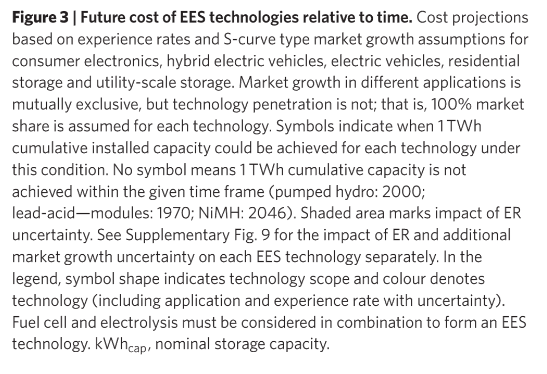 Figure 3 | Future cost of EES technologies relative to time. Cost projections
based on experience rates and S-curve type market growth assumptions for
consumer electronics, hybrid electric vehicles, electric vehicles, residential
storage and utility-scale storage. Market growth in different applications is
mutually exclusive, but technology penetration is not; that is, 100% market
share is assumed for each technology. Symbols indicate when 1 TWh
cumulative installed capacity could be achieved for each technology under
this condition. No symbol means 1 TWh cumulative capacity is not
achieved within the given time frame (pumped hydro: 2000;
lead-acid—modules: 1970; NiMH: 2046). Shaded area marks impact of ER
uncertainty. See Supplementary Fig. 9 for the impact of ER and additional
market growth uncertainty on each EES technology separately. In the
legend, symbol shape indicates technology scope and colour denotes
technology (including application and experience rate with uncertainty).
Fuel cell and electrolysis must be considered in combination to form an EES
technology. kWhcap, nominal storage capacity.